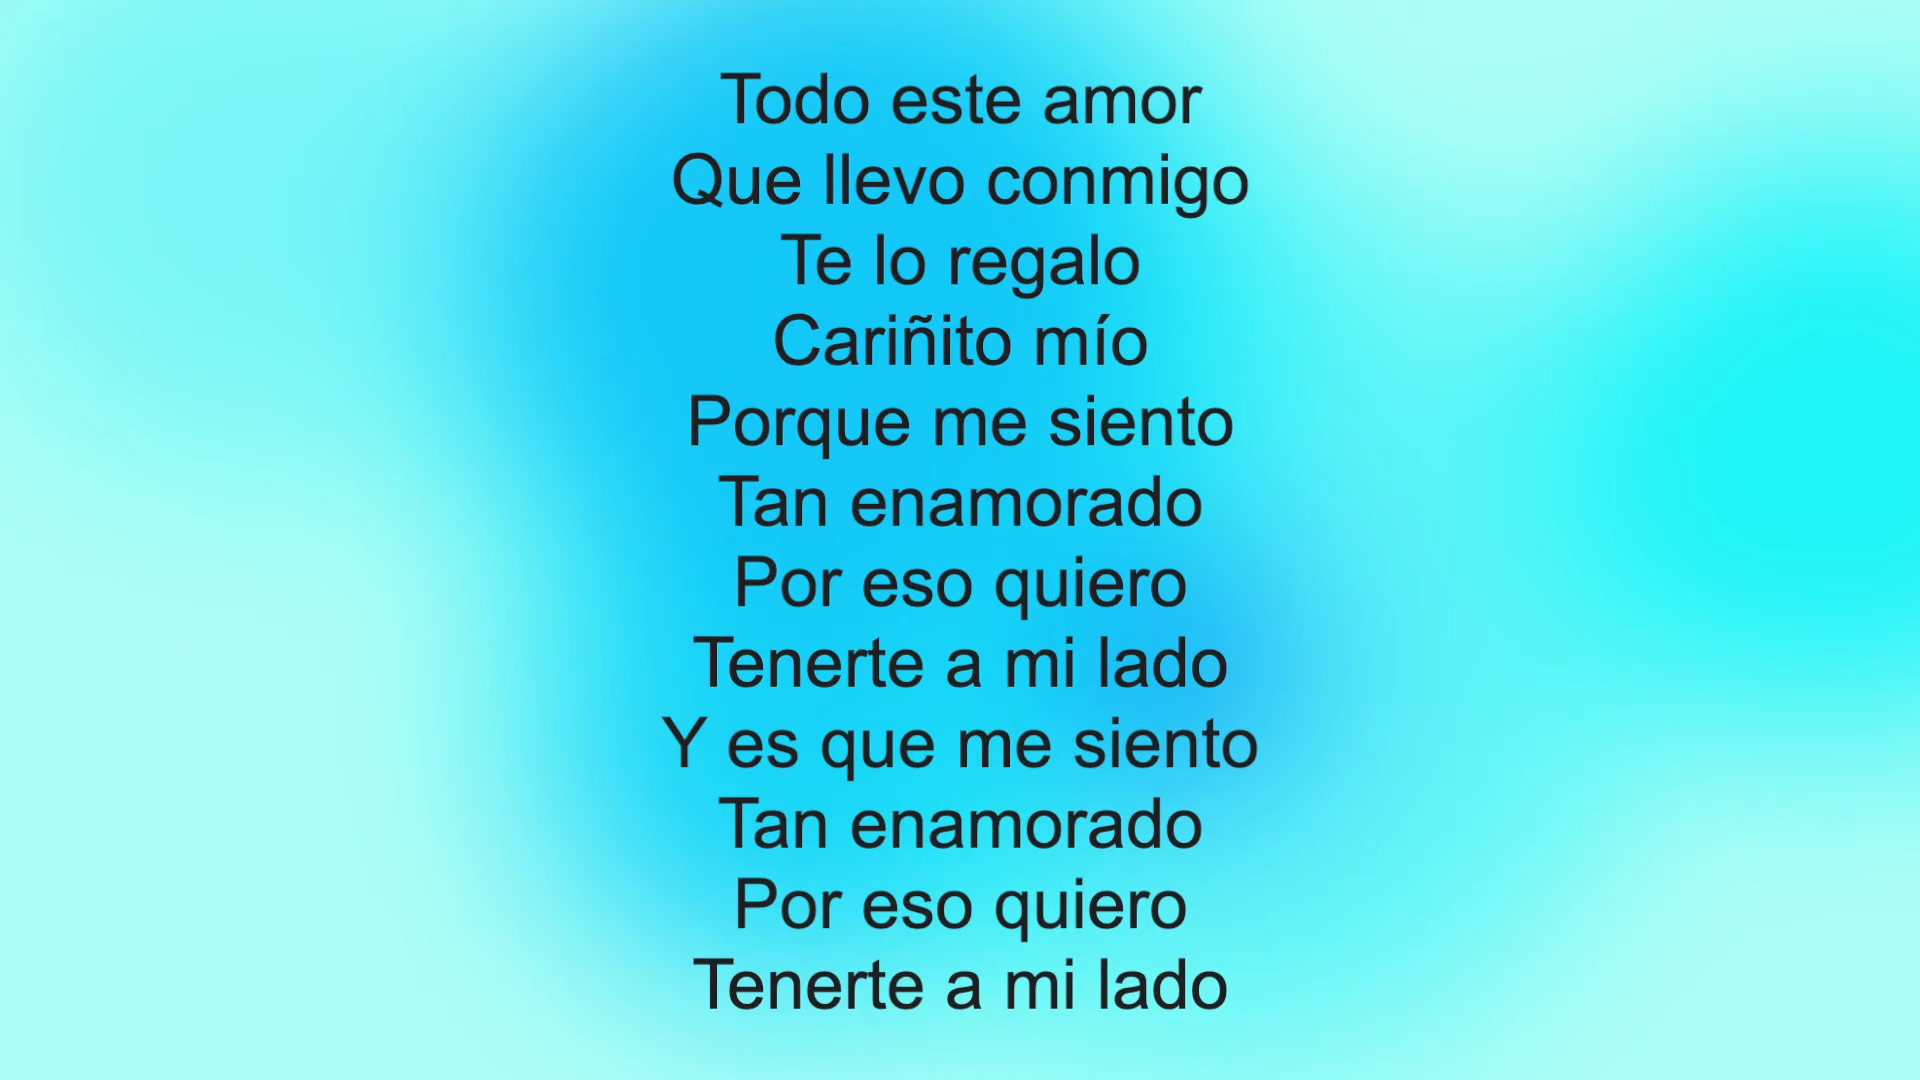 Todo este amor
Que llevo conmigo
Te lo regalo
Cariñito mío
Porque me siento
Tan enamorado
Por eso quiero
Tenerte a mi lado
Y es que me siento
Tan enamorado
Por eso quiero
Tenerte a mi lado